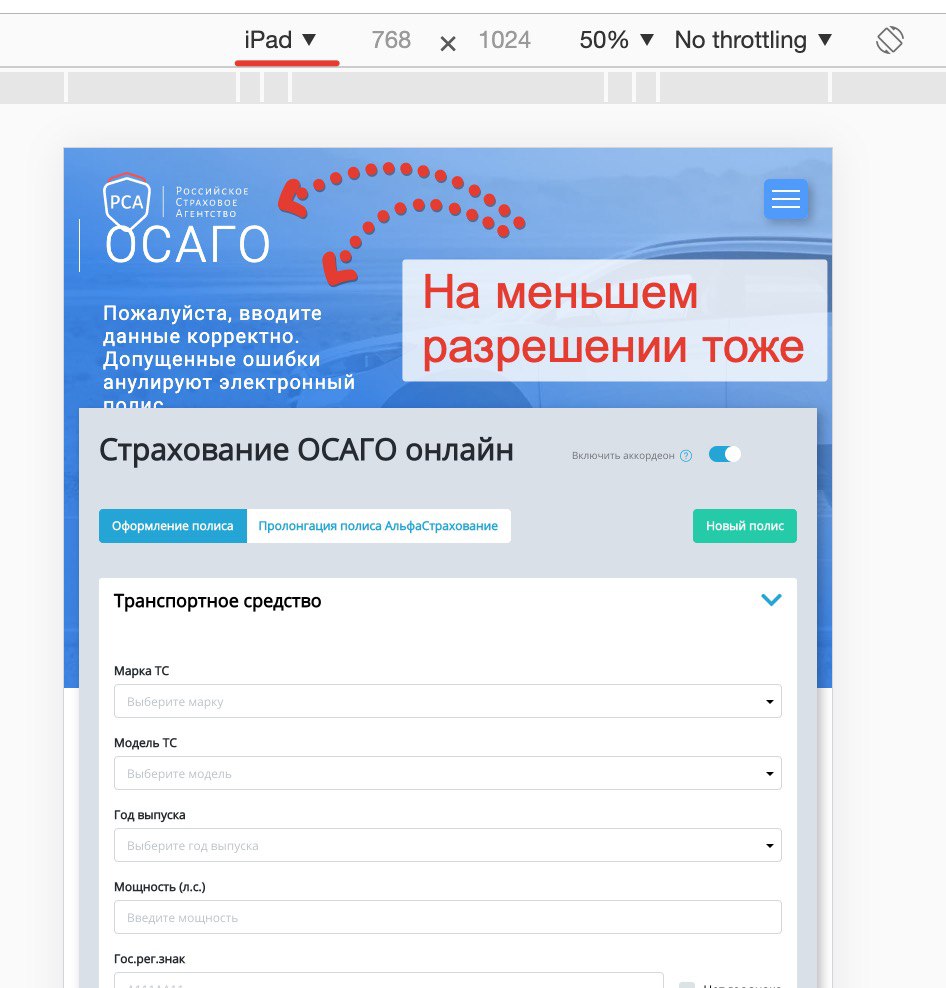 iPad ▼ 768 × 1024 50% ▼ No throttling ▼
РСА
Российское
Страховое
Агентство
ОСАГО
На меньшем
разрешении тоже
Пожалуйста, вводите
данные корректно.
Допущенные ошибки
анулируют электронный
полис
Страхование ОСАГО онлайн
Включить аккордеон ?
Оформление полиса Пролонгация полиса АльфаСтрахование Новый полис
Транспортное средство
Марка ТС
Выберите марку
Модель ТС
Выберите модель
Год выпуска
Выберите год выпуска
Мощность (л.с.)
Введите мощность
Гос.рег.знак